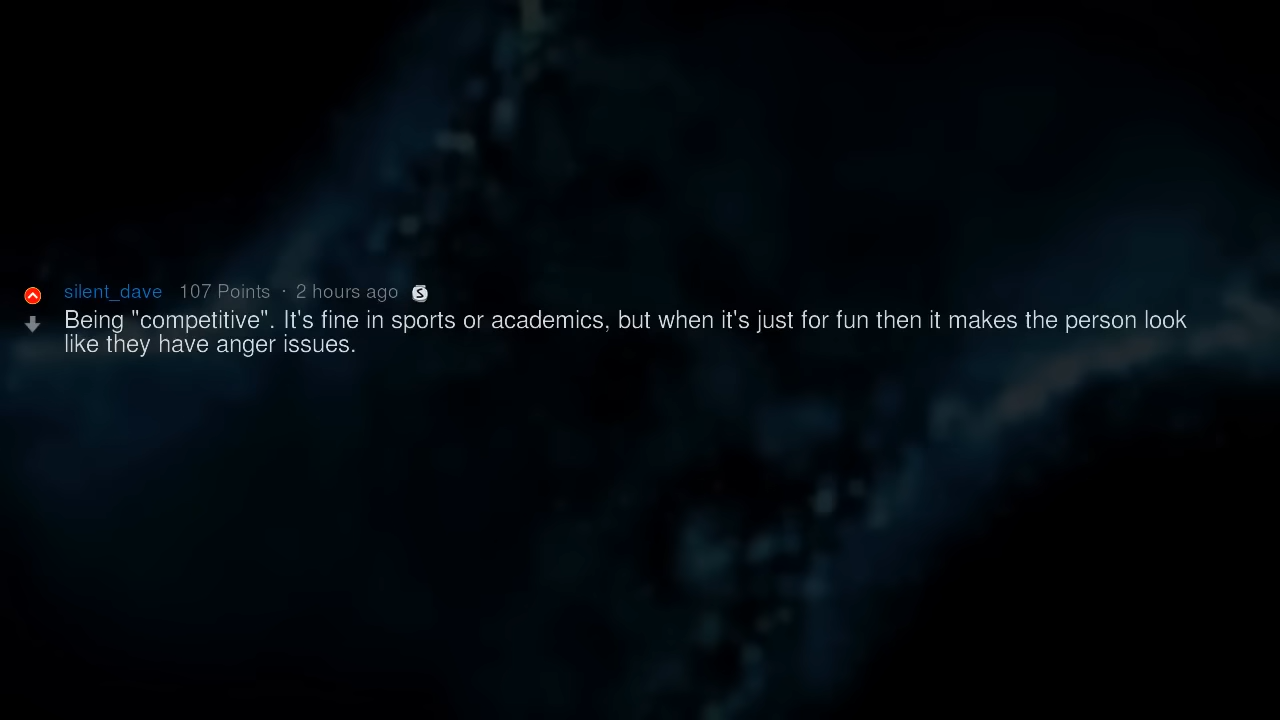 silent_dave 107 Points · 2 hours ago S
Being "competitive". It's fine in sports or academics, but when it's just for fun then it makes the person look
like they have anger issues.